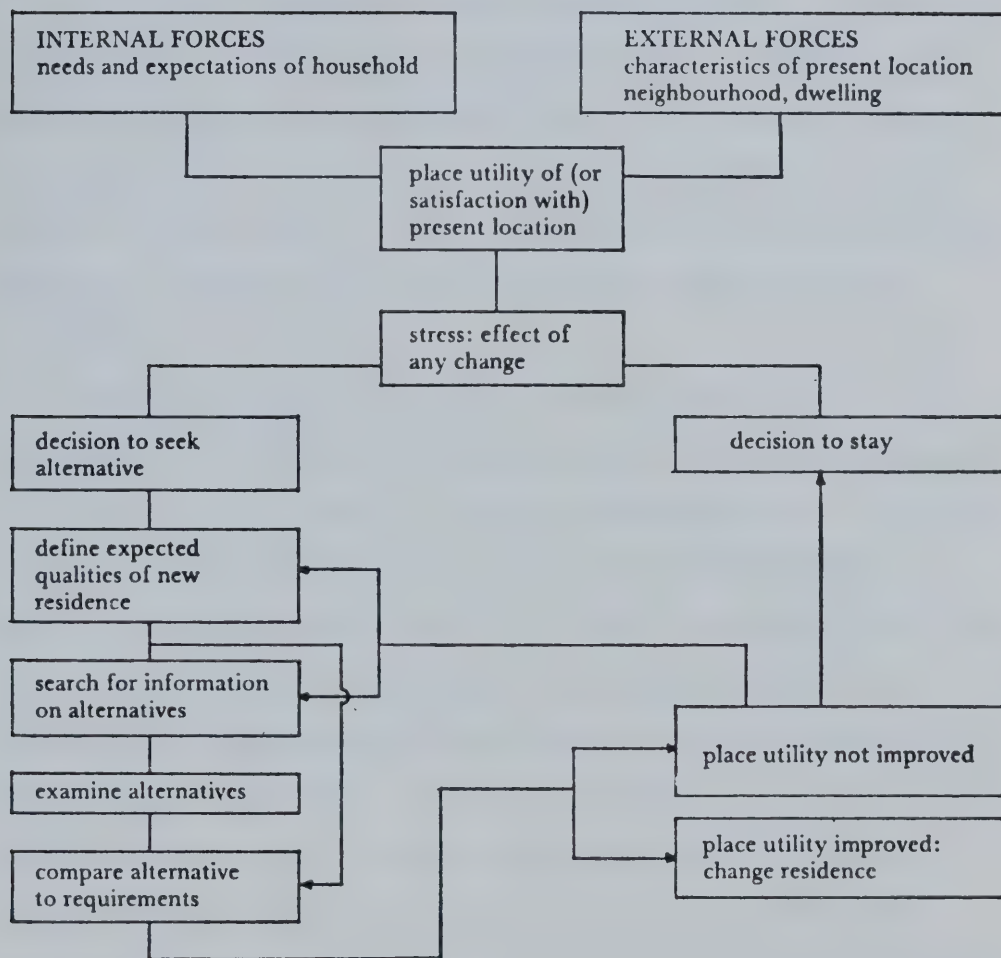 INTERNAL FORCES
needs and expectations of household
EXTERNAL FORCES
characteristics of present location
neighbourhood, dwelling
place utility of (or
satisfaction with)
present location
stress: effect of
any change
decision to seek
alternative
decision to stay
define expected
qualities of new
residence
search for information
on alternatives
place utility not improved
examine alternatives
place utility improved:
change residence
compare alternative
to requirements